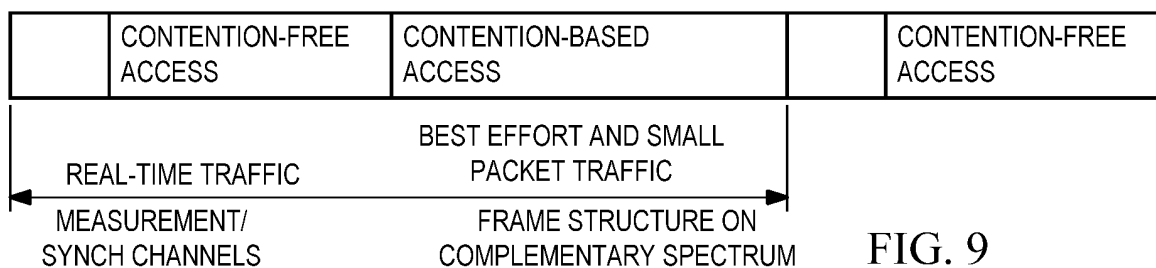 CONTENTION-FREE
ACCESS
CONTENTION-BASED
ACCESS
CONTENTION-FREE
ACCESS
REAL-TIME TRAFFIC
BEST EFFORT AND SMALL
PACKET TRAFFIC
MEASUREMENT/
SYNCH CHANNELS
FRAME STRUCTURE ON
COMPLEMENTARY SPECTRUM
FIG. 9